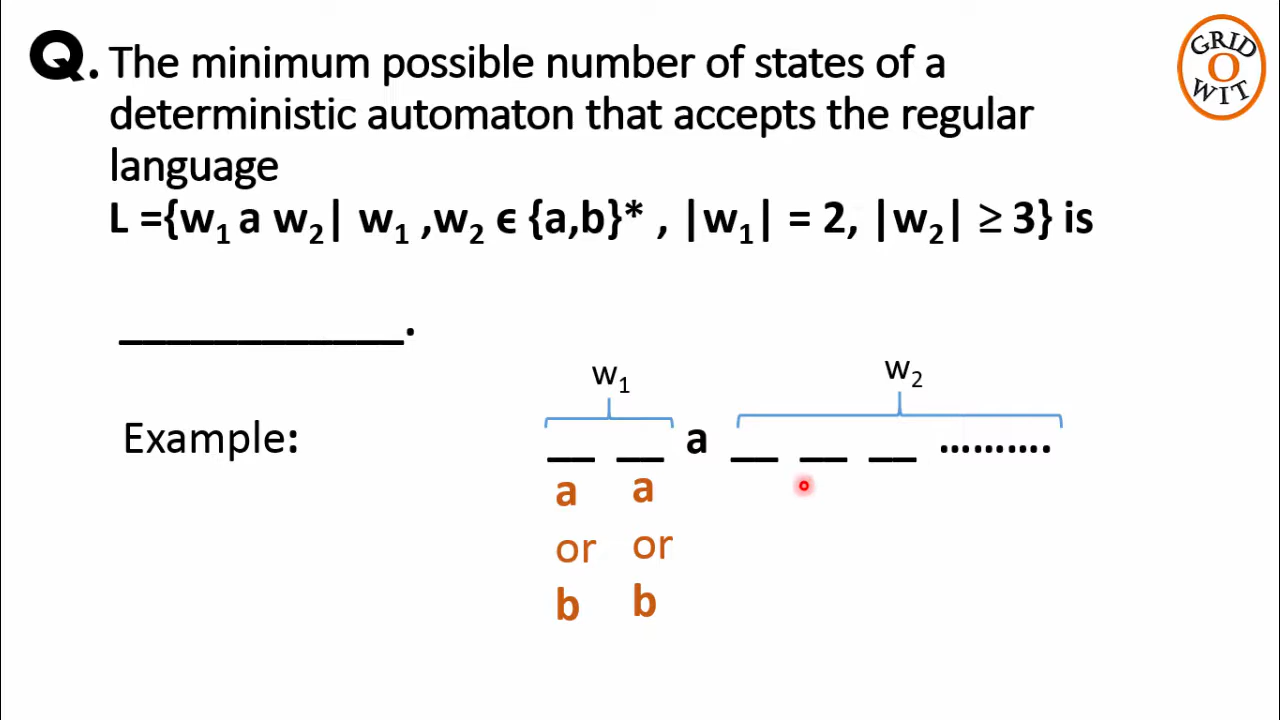 Q. The minimum possible number of states of a
deterministic automaton that accepts the regular
language
L ={w₁ a w₂| w₁ ,w₂ ϵ {a,b}* , |w₁| = 2, |w₂| ≥ 3} is
____________.
GRID
O
WIT
w₁ w₂
Example: __ __ a __ __ __ ..........
a a
or or
b b